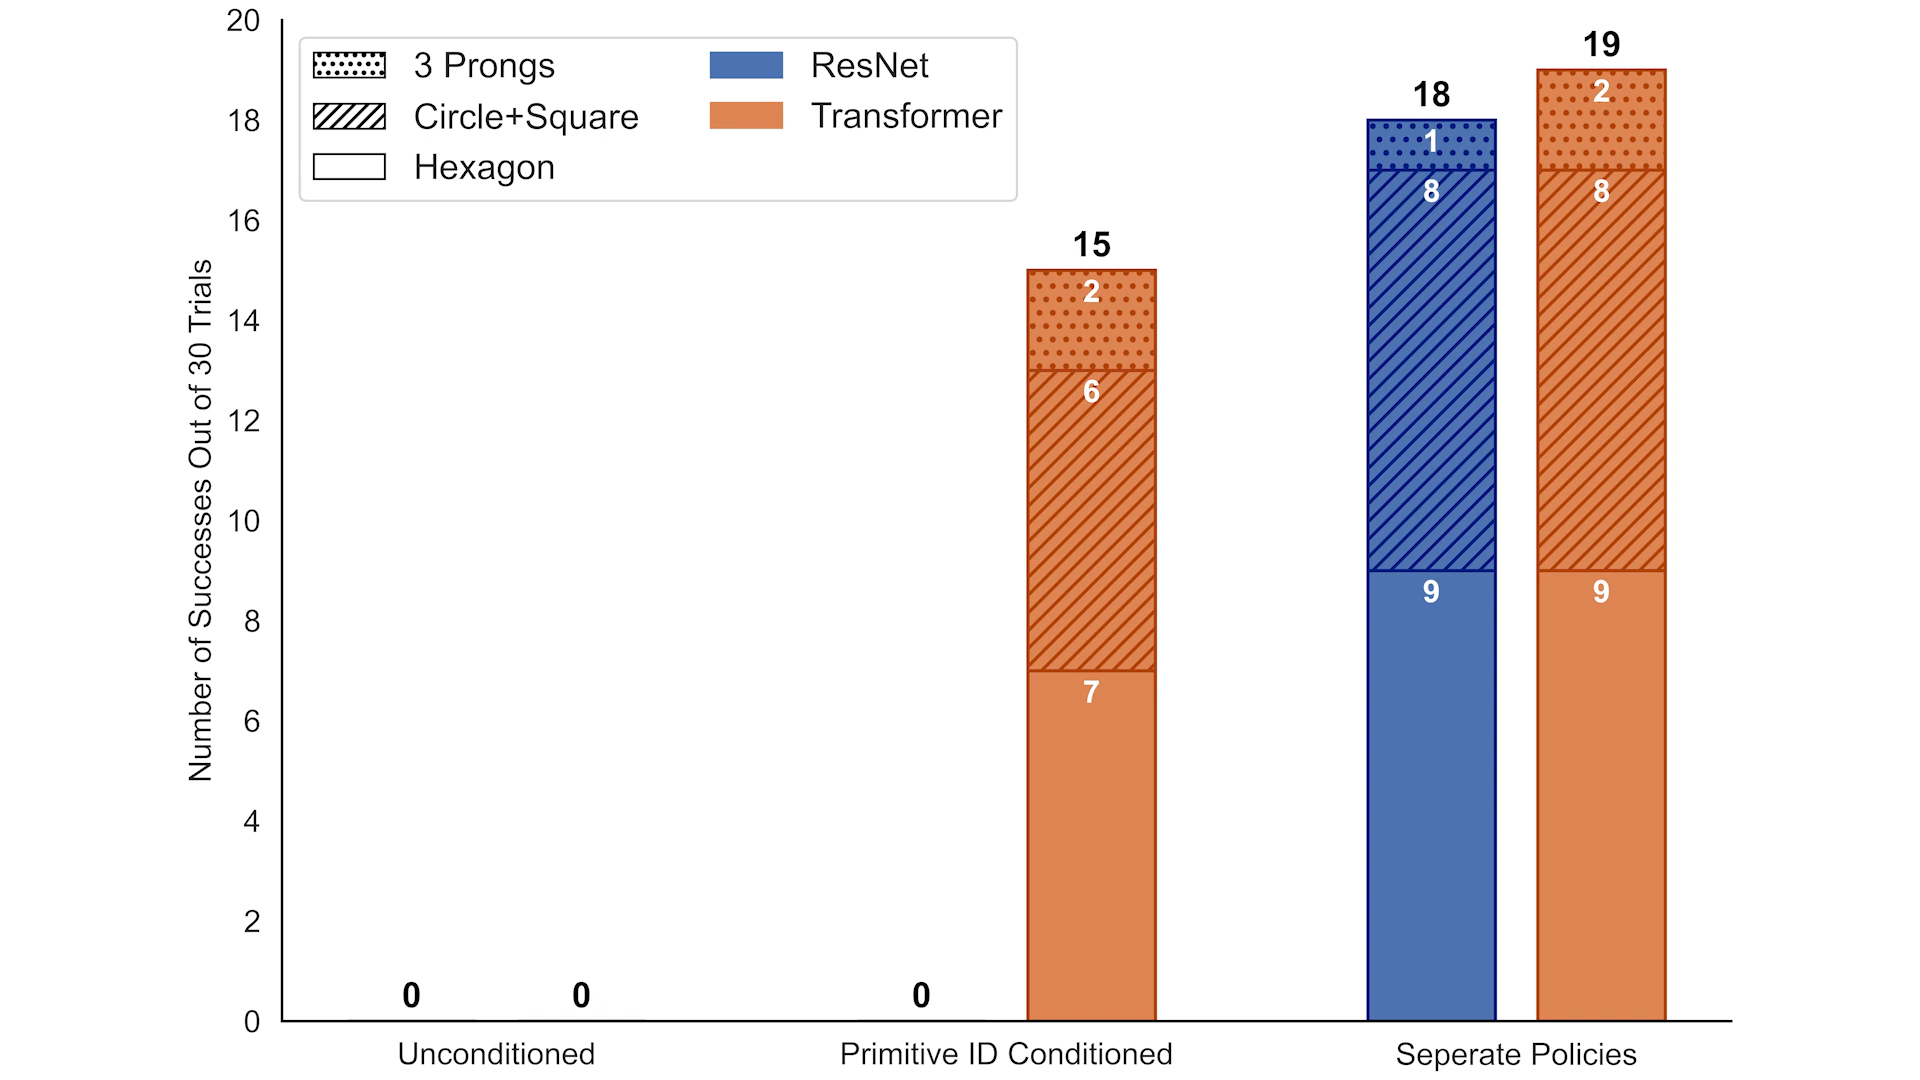 20
18
16
14
12
10
8
6
4
2
0
Number of Successes Out of 30 Trials
3 Prongs
Circle+Square
Hexagon
ResNet
Transformer
0
0
0
15
2
6
7
18
1
8
9
19
2
8
9
Unconditioned
Primitive ID Conditioned
Seperate Policies